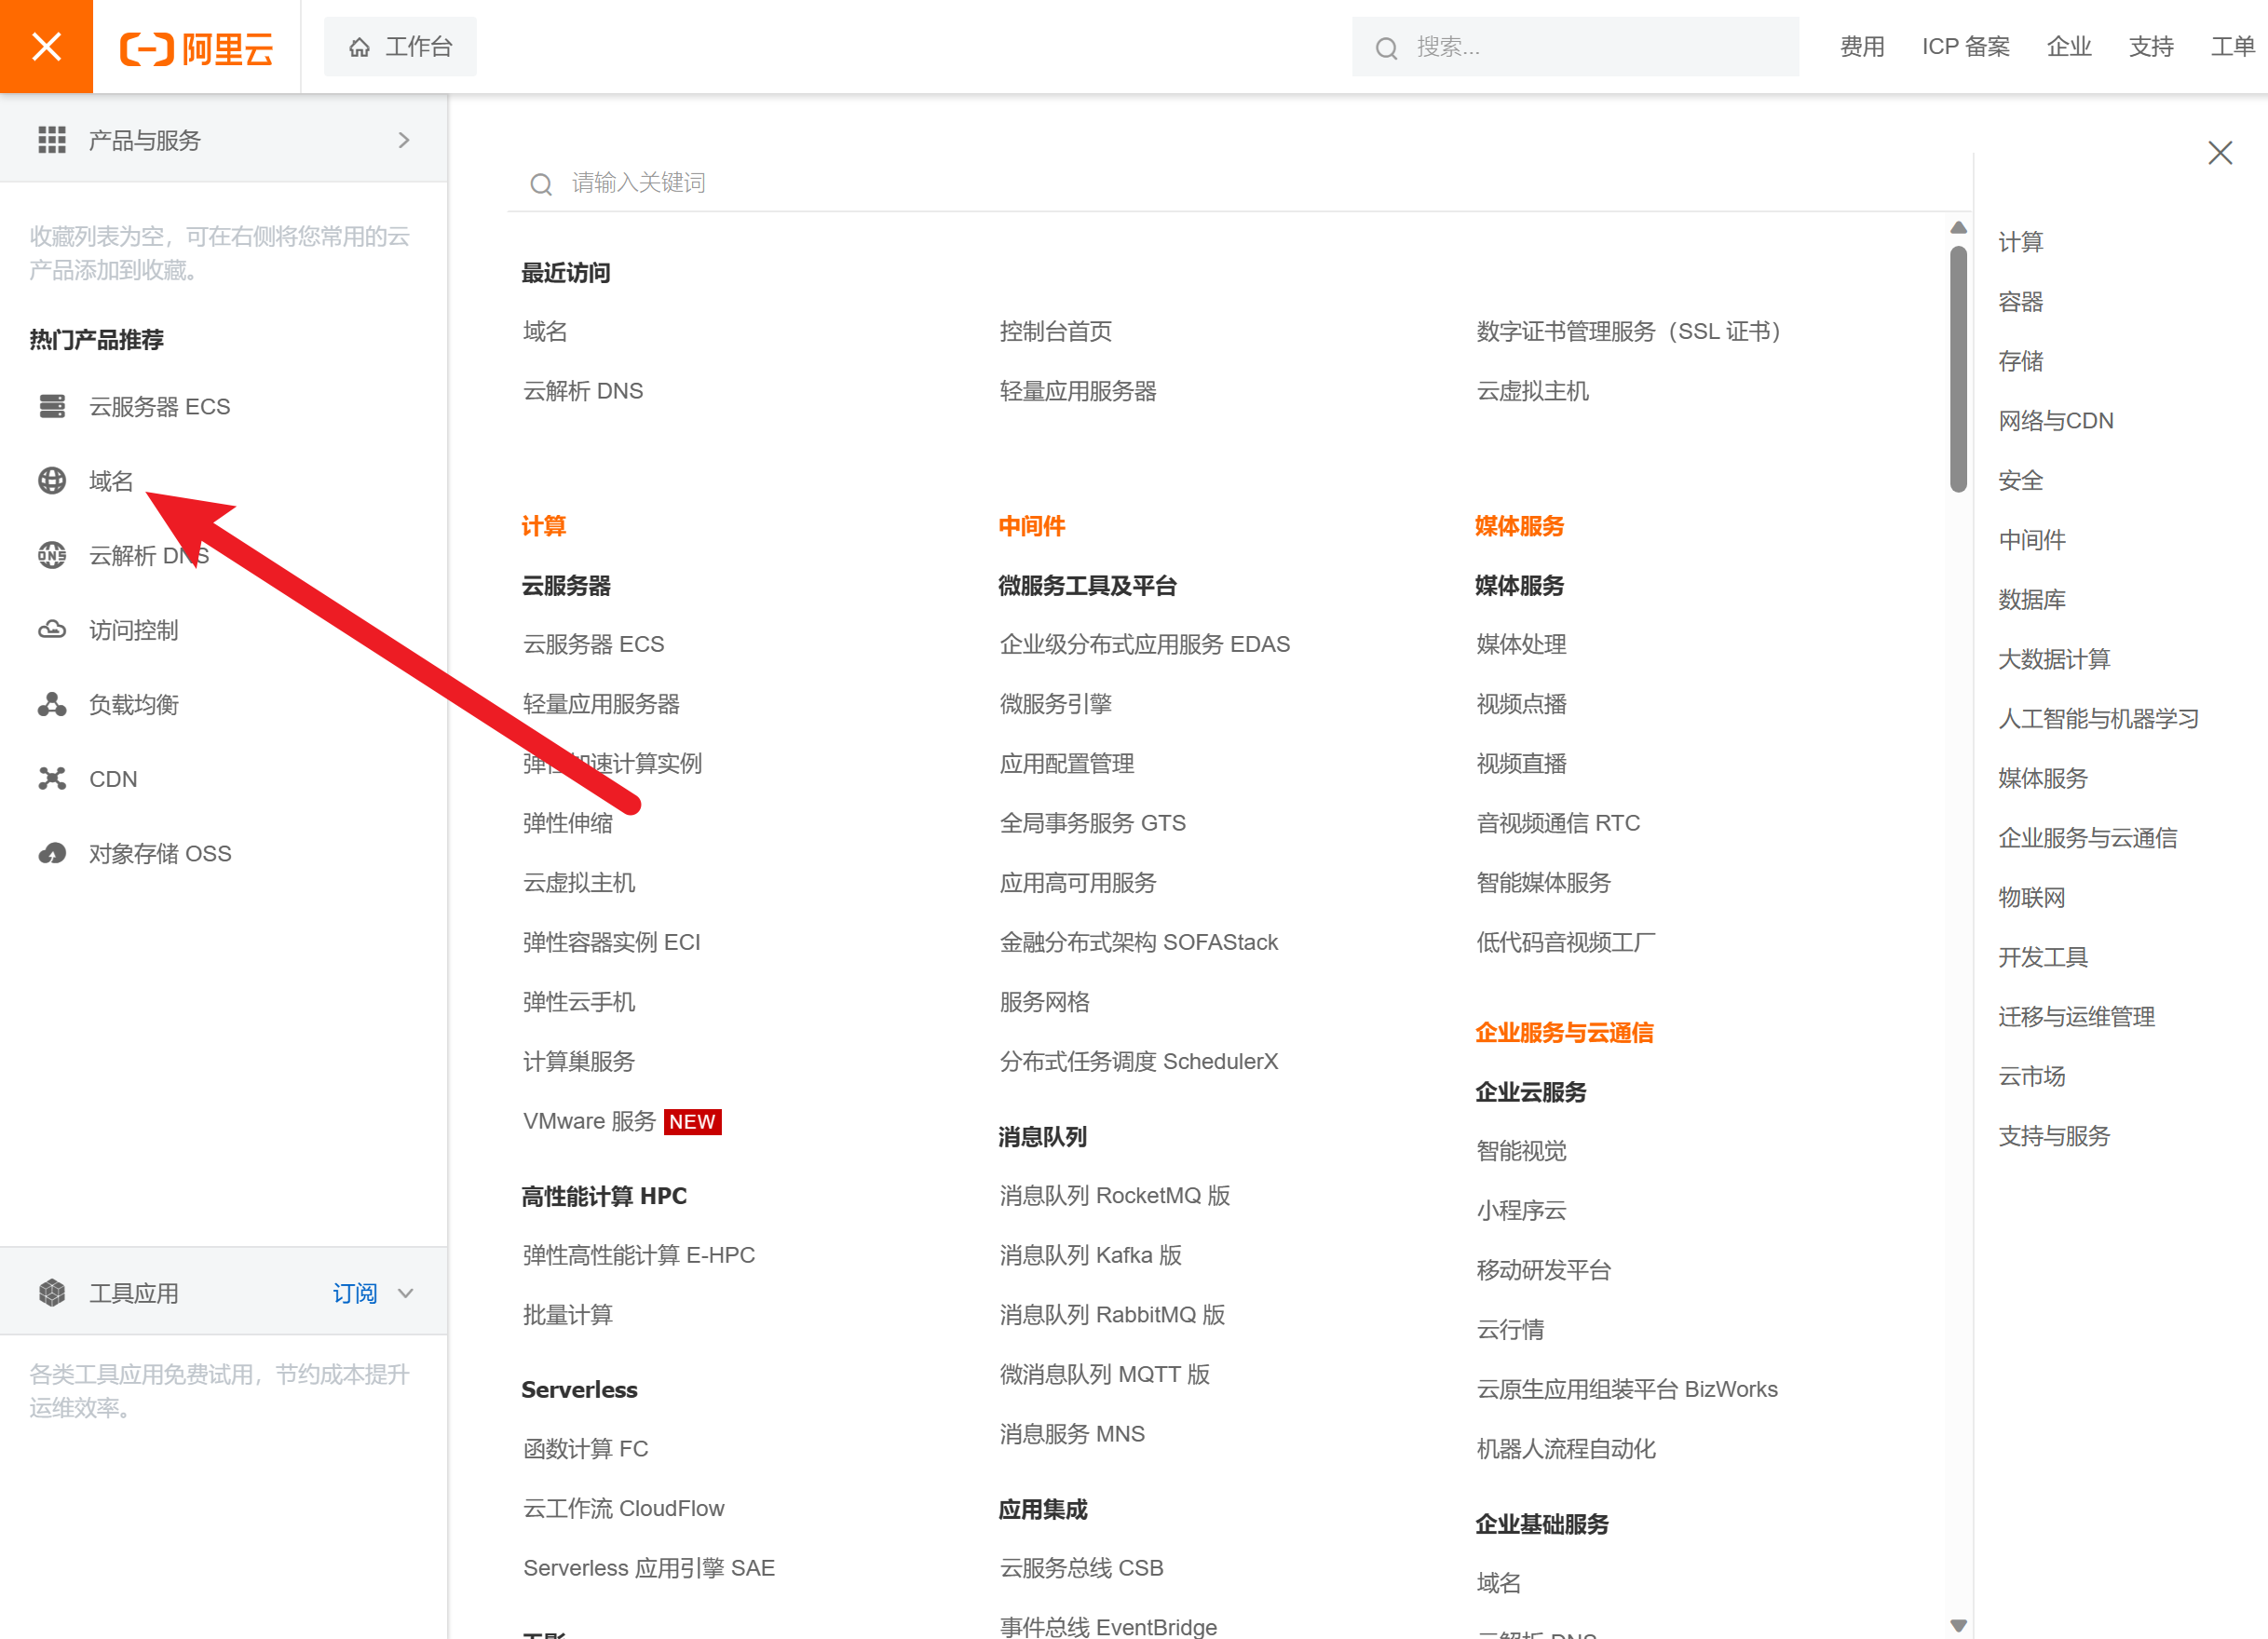 阿里云
工作台
搜索...
费用
ICP 备案
企业
支持
工单
产品与服务
收藏列表为空，可在右侧将您常用的云
产品添加到收藏。
热门产品推荐
云服务器 ECS
域名
云解析 DNS
访问控制
负载均衡
CDN
对象存储 OSS
工具应用
订阅
各类工具应用免费试用，节约成本提升
运维效率。
请输入关键词
最近访问
域名
控制台首页
数字证书管理服务（SSL 证书）
云解析 DNS
轻量应用服务器
云虚拟主机
计算
云服务器
云服务器 ECS
轻量应用服务器
弹性加速计算实例
弹性伸缩
云虚拟主机
弹性容器实例 ECI
弹性云手机
计算巢服务
VMware 服务 NEW
高性能计算 HPC
弹性高性能计算 E-HPC
批量计算
Serverless
函数计算 FC
云工作流 CloudFlow
Serverless 应用引擎 SAE
中间件
微服务工具及平台
企业级分布式应用服务 EDAS
微服务引擎
应用配置管理
全局事务服务 GTS
应用高可用服务
金融分布式架构 SOFAStack
服务网格
分布式任务调度 SchedulerX
消息队列
消息队列 RocketMQ 版
消息队列 Kafka 版
消息队列 RabbitMQ 版
微消息队列 MQTT 版
消息服务 MNS
应用集成
云服务总线 CSB
事件总线 EventBridge
媒体服务
媒体服务
媒体处理
视频点播
视频直播
音视频通信 RTC
智能媒体服务
低代码音视频工厂
企业服务与云通信
企业云服务
智能视觉
小程序云
移动研发平台
云行情
云原生应用组装平台 BizWorks
机器人流程自动化
企业基础服务
域名
云解析 DNS
计算
容器
存储
网络与CDN
安全
中间件
数据库
大数据计算
人工智能与机器学习
媒体服务
企业服务与云通信
物联网
开发工具
迁移与运维管理
云市场
支持与服务